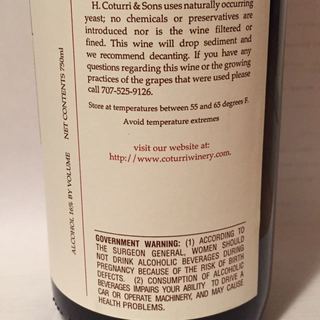 H. Coturri & Sons uses naturally occurring
yeast; no chemicals or preservatives are
introduced nor is the wine filtered or
fined. This wine will drop sediment and
we recommend decanting. If you have any
questions regarding this wine or the growing
practices of the grapes that were used please
call 707-525-9126.
Store at temperatures between 55 and 65 degrees F.
Avoid temperature extremes
visit our website at:
http://www.coturriwinery.com.
ALCOHOL 16% BY VOLUME NET CONTENTS 750ml
GOVERNMENT WARNING: (1) ACCORDING
TO THE SURGEON GENERAL, WOMEN SHOULD
NOT DRINK ALCOHOLIC BEVERAGES DURING
PREGNANCY BECAUSE OF THE RISK OF BIRTH
DEFECTS. (2) CONSUMPTION OF ALCOHOLIC
BEVERAGES IMPAIRS YOUR ABILITY TO DRIVE A
CAR OR OPERATE MACHINERY, AND MAY CAUSE
HEALTH PROBLEMS.